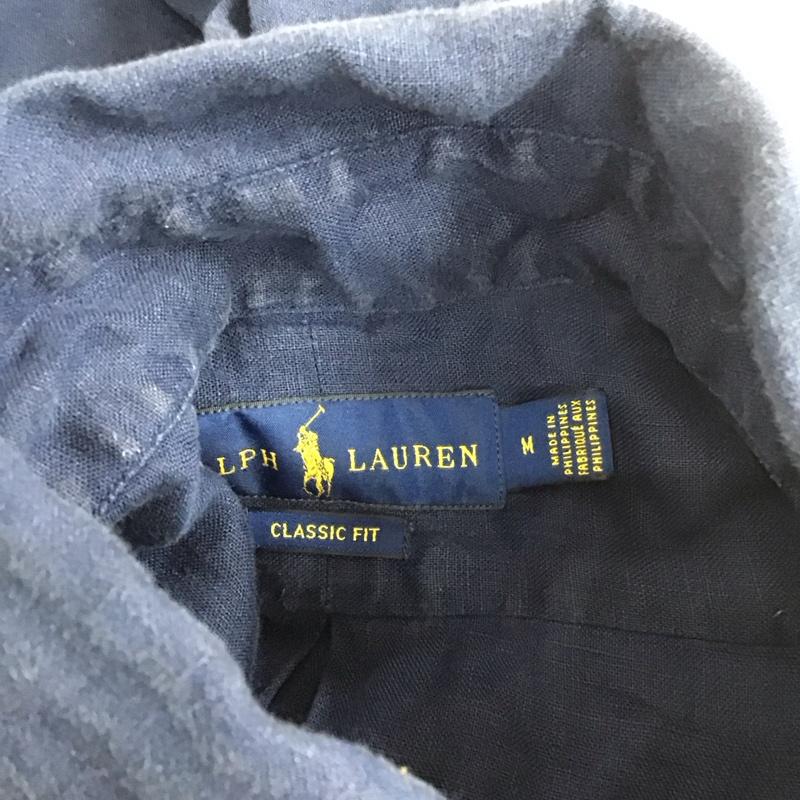 LPH LAUREN
CLASSIC FIT
M
MADE IN
PHILIPPINES
FABRIQUÉ AUX
PHILIPPINES